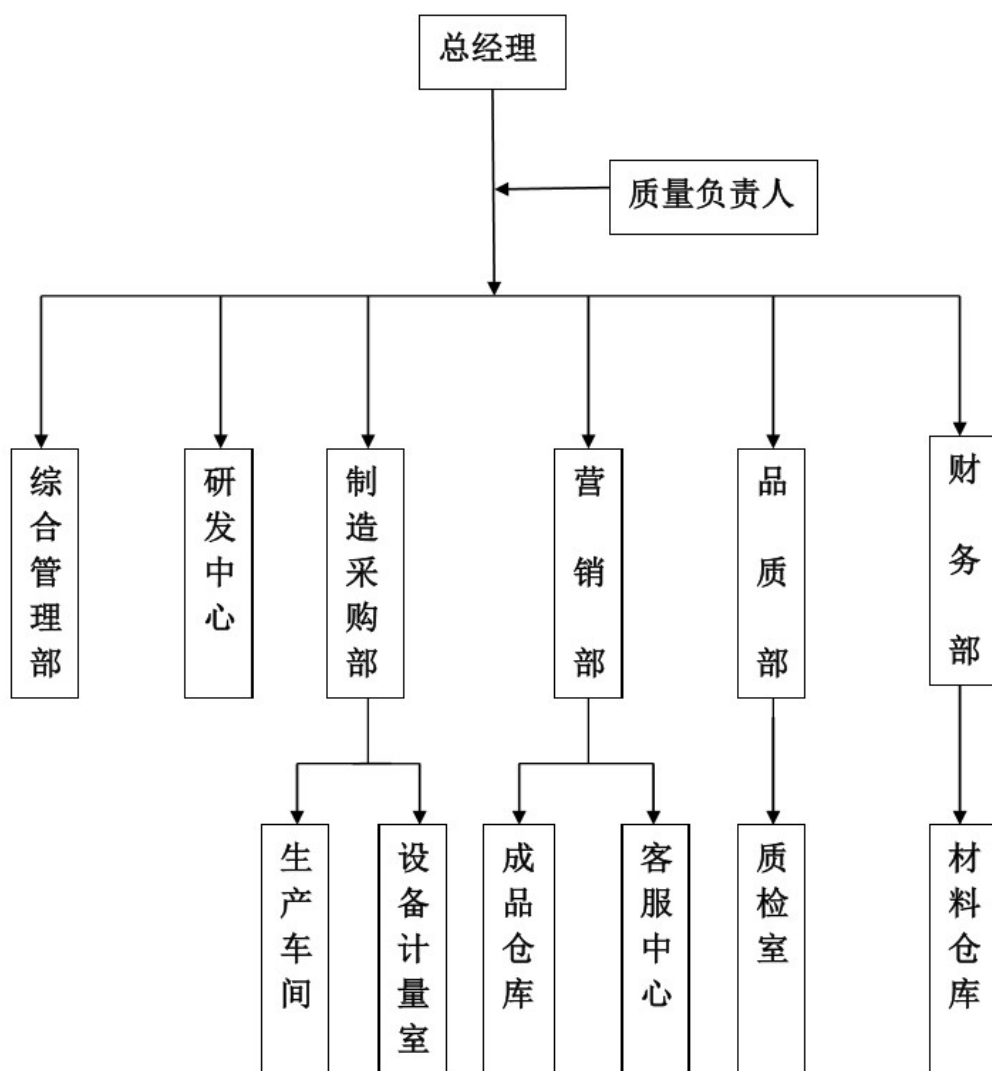 总经理
质量负责人
综合管理部
研发中心
制造采购部
营销部
品质部
财务部
生产车间
设备计量室
成品仓库
客服中心
质检室
材料仓库